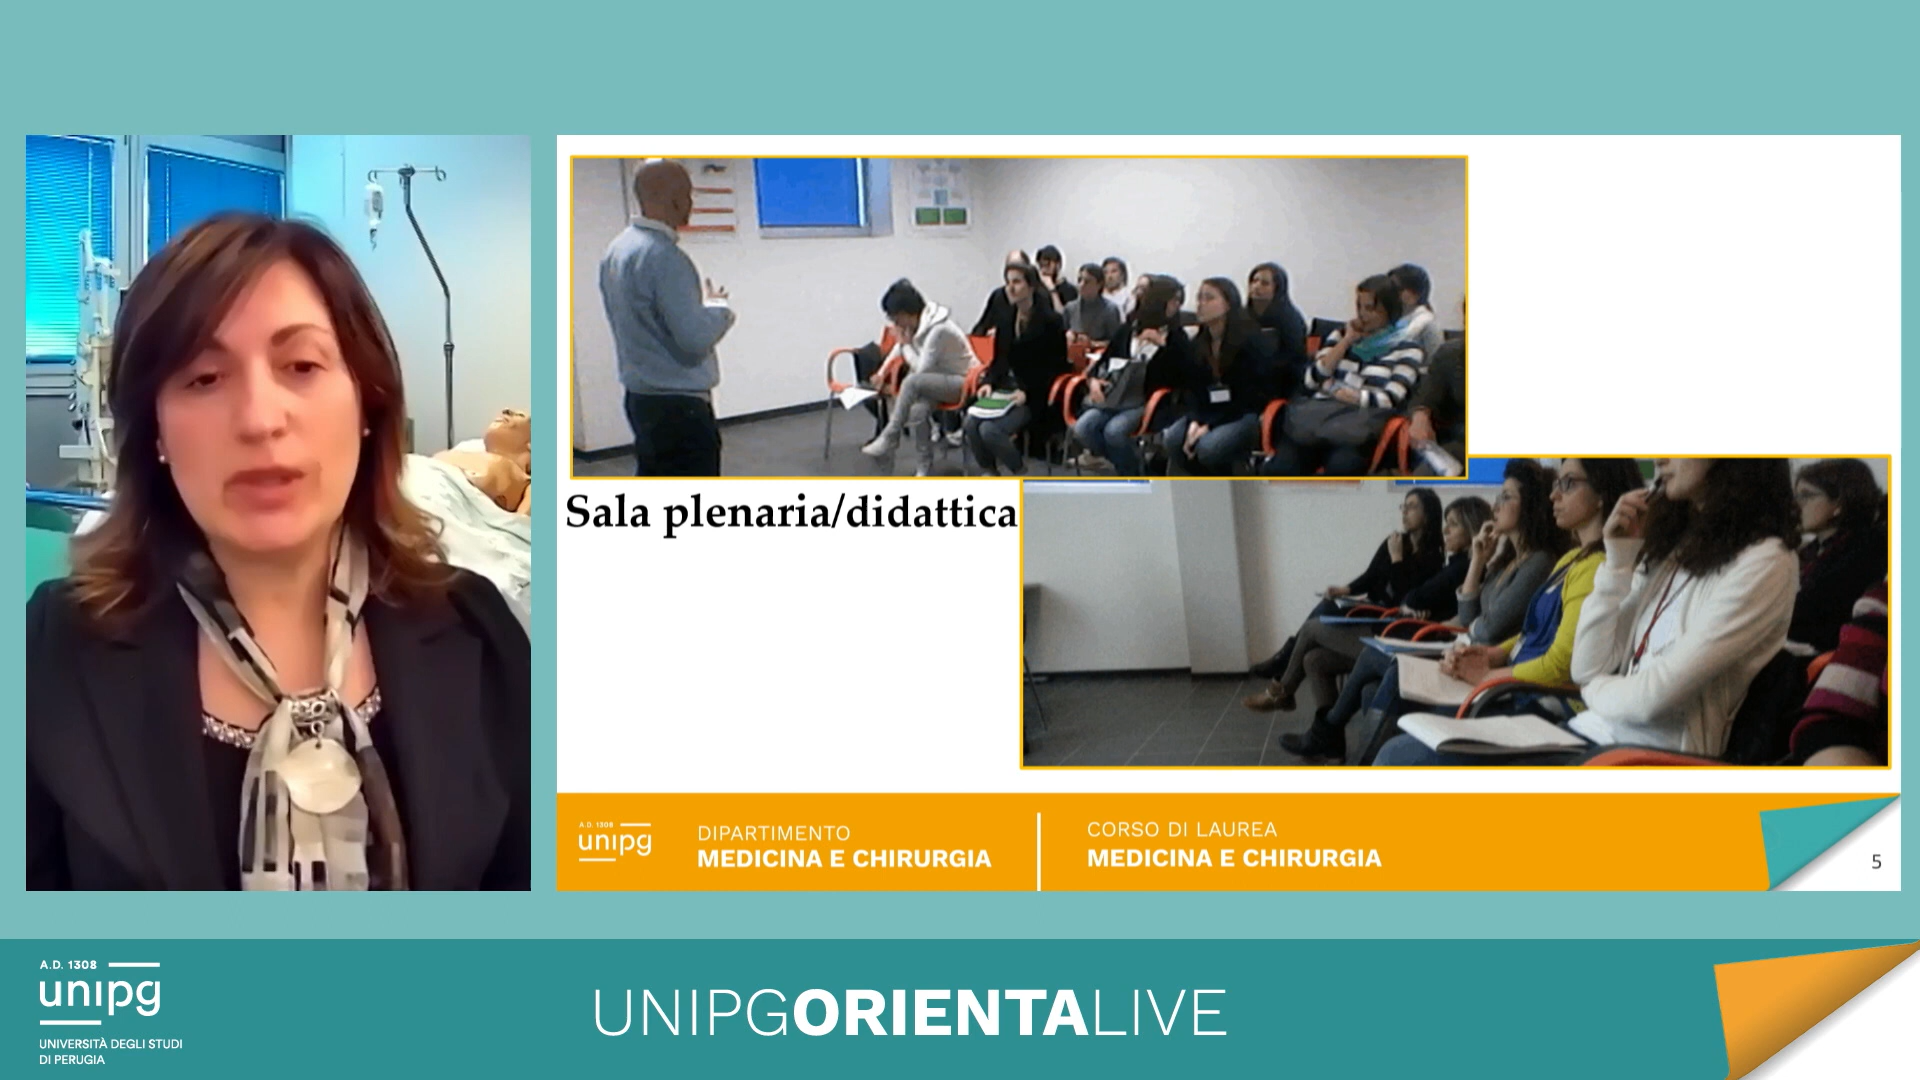 Sala plenaria/didattica
A.D. 1308
unipg
DIPARTIMENTO
MEDICINA E CHIRURGIA
CORSO DI LAUREA
MEDICINA E CHIRURGIA
5
A.D. 1308
unipg
UNIVERSITÀ DEGLI STUDI
DI PERUGIA
UNIPGORIENTALIVE